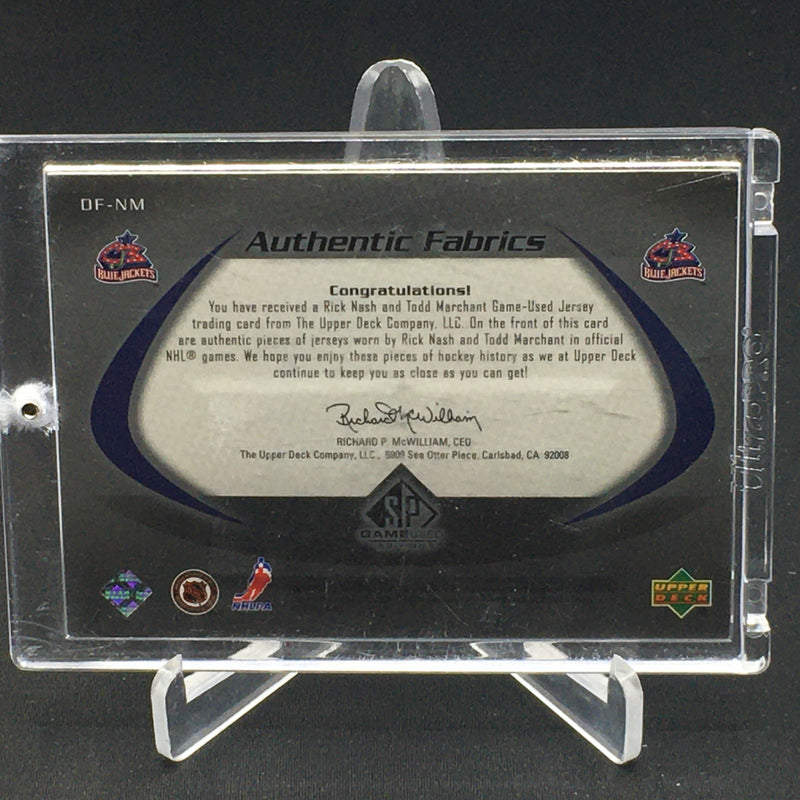 DF-NM
Authentic Fabrics
BLUE JACKETS
BLUE JACKETS
Congratulations!
You have received a Rick Nash and Todd Marchant Game-Used Jersey
trading card from The Upper Deck Company, LLC. On the front of this card
are authentic pieces of jerseys worn by Rick Nash and Todd Marchant in official
NHL® games. We hope you enjoy these pieces of hockey history as we at Upper Deck
continue to keep you as close as you can get!
Richard McWilliam
RICHARD P. McWILLIAM, CEO
The Upper Deck Company, LLC, 5909 Sea Otter Place, Carlsbad, CA 92008
SP
GAME USED
EDITION
NHLPA
UPPER
DECK